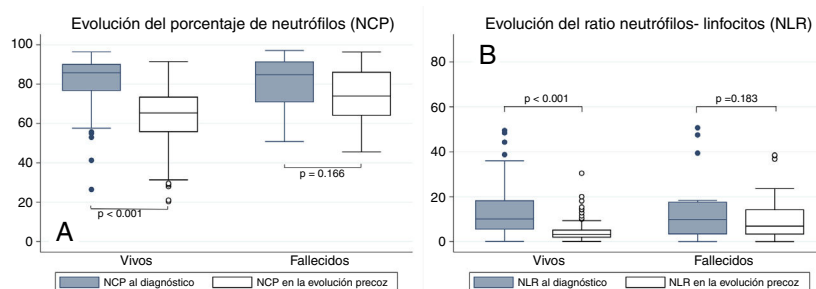 Evolución del porcentaje de neutrófilos (NCP)
100
80
60
40
20
0
p < 0.001
p = 0.166
A
Vivos
Fallecidos
NCP al diagnóstico
NCP en la evolución precoz
Evolución del ratio neutrófilos- linfocitos (NLR)
B
80
60
40
20
0
p < 0.001
p =0.183
Vivos
Fallecidos
NLR al diagnóstico
NLR en la evolución precoz